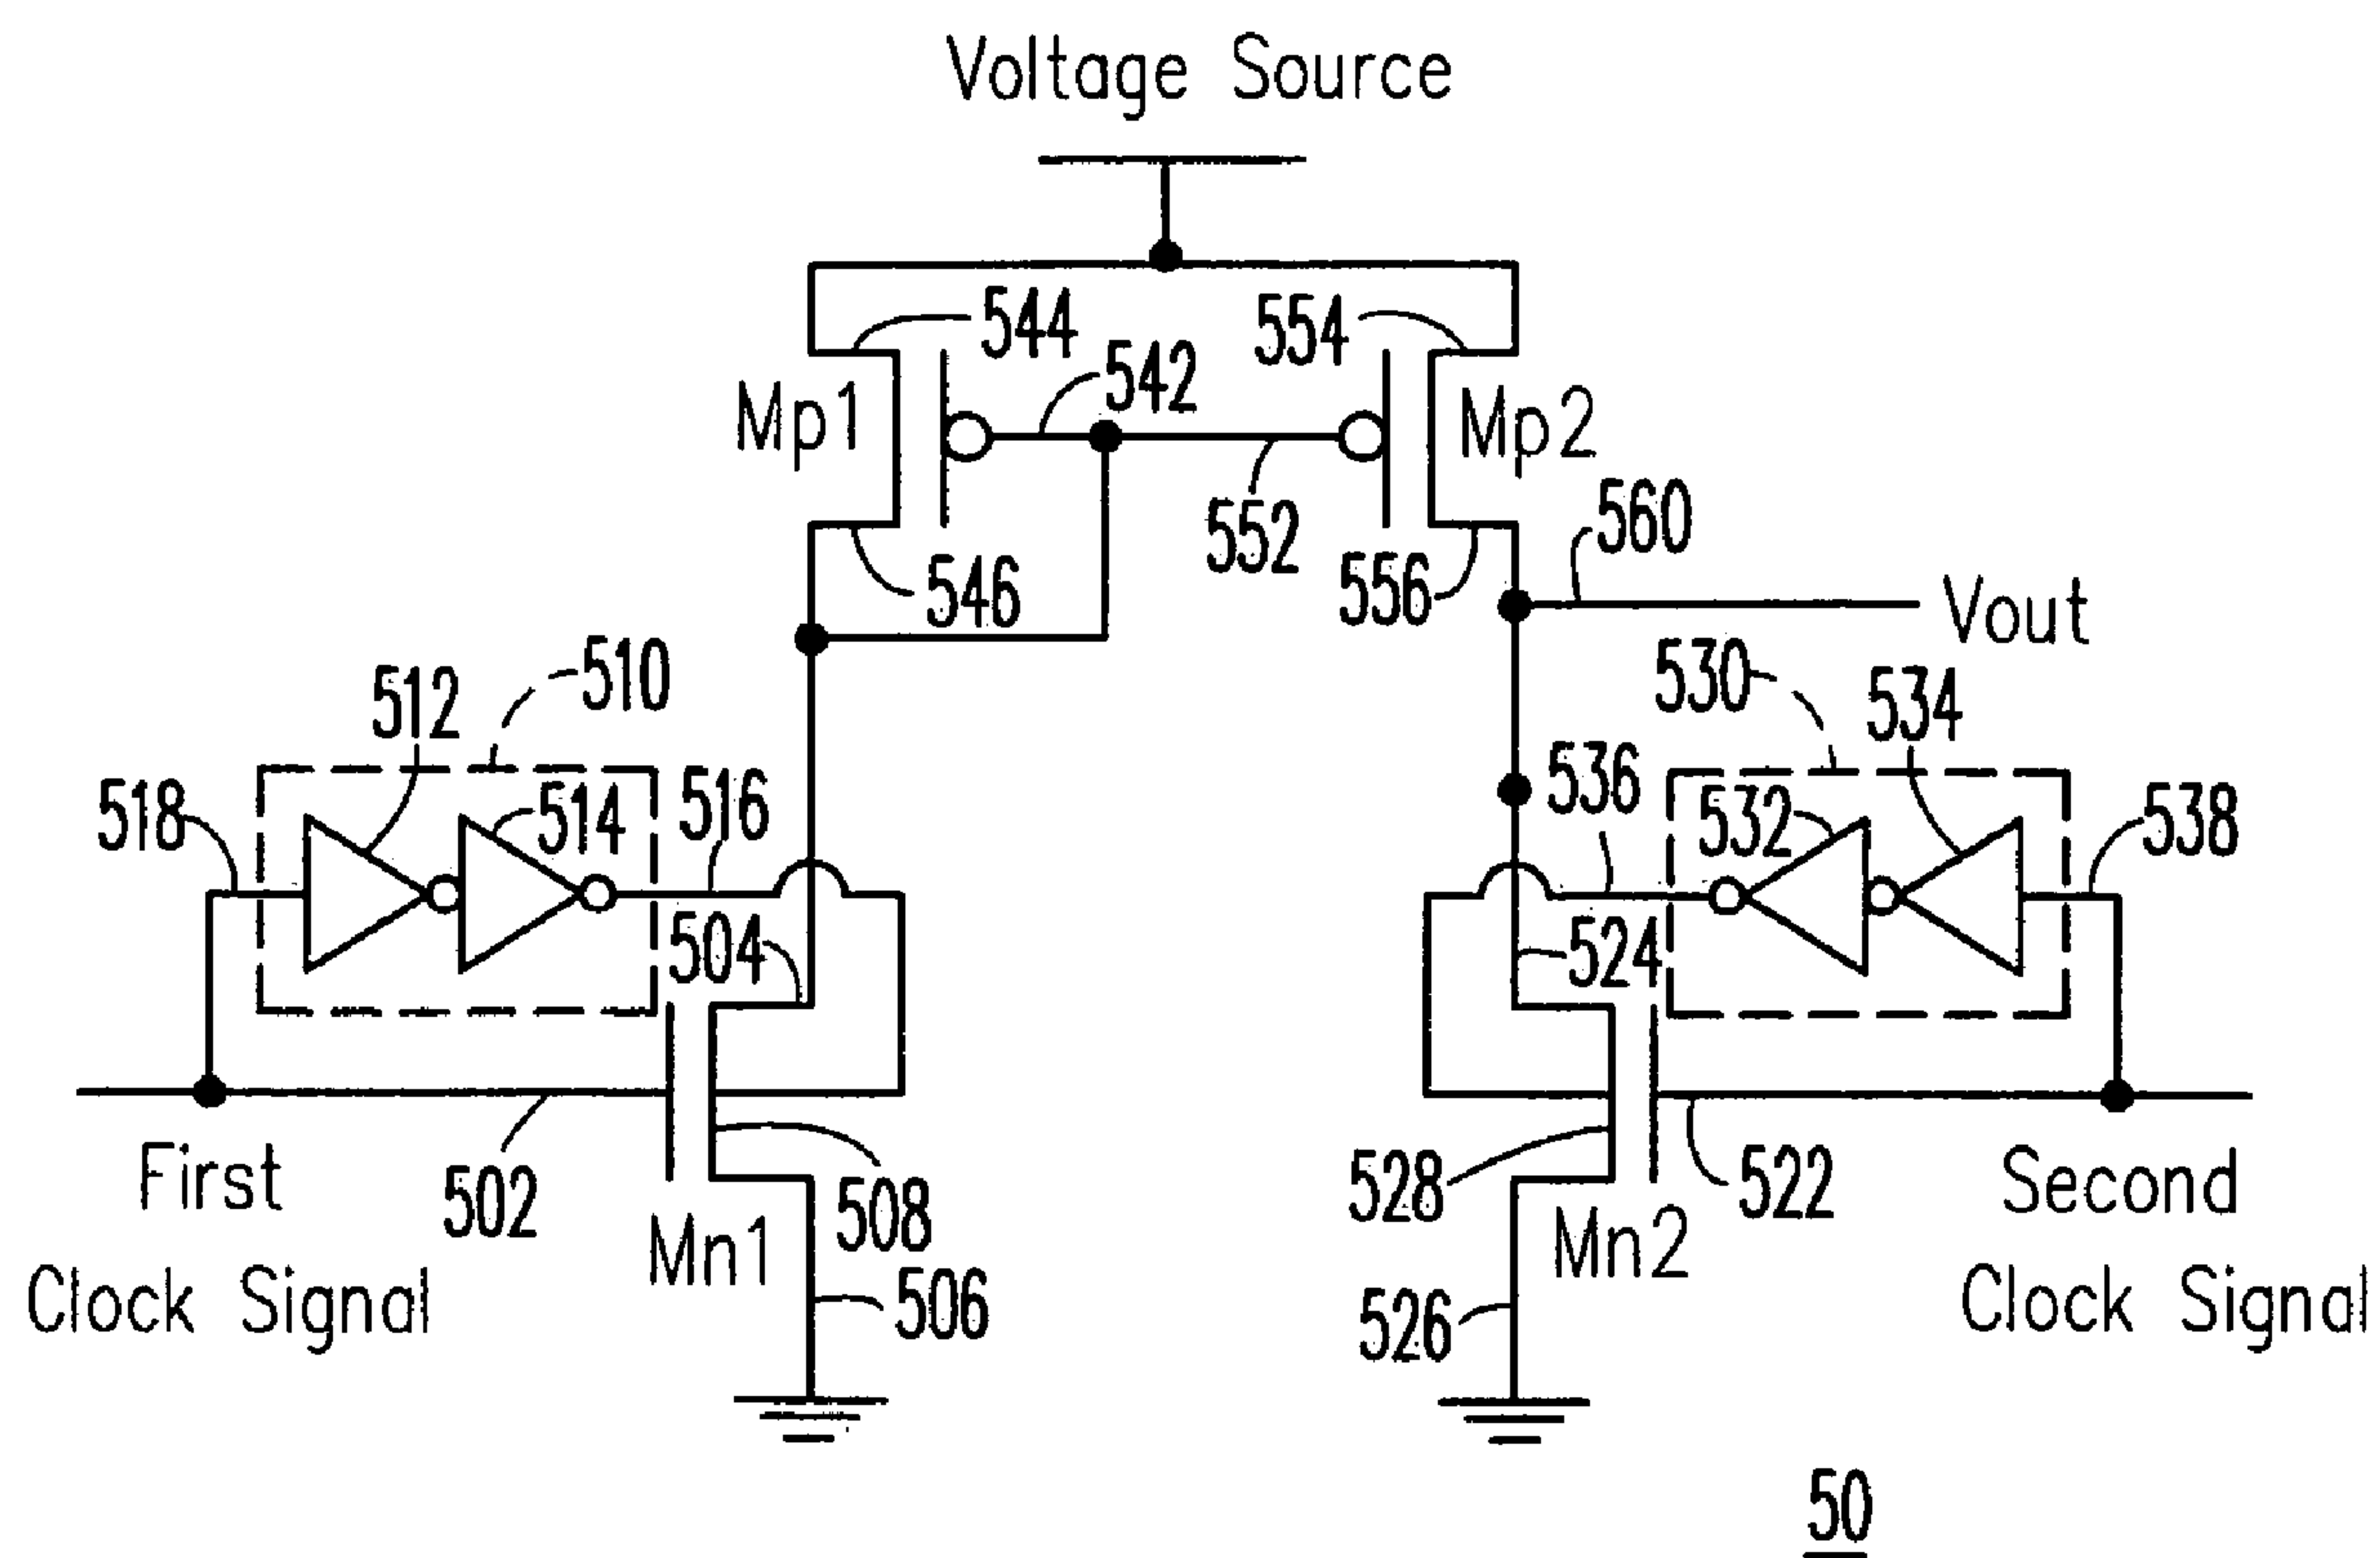 Voltage Source
544
554
542
Mp1
Mp2
552
560
546
556
Vout
512
510
530
534
518
514
516
536
532
538
504
524
First
Clock Signal
502
Mn1
508
506
528
Mn2
522
526
Second
Clock Signal
50